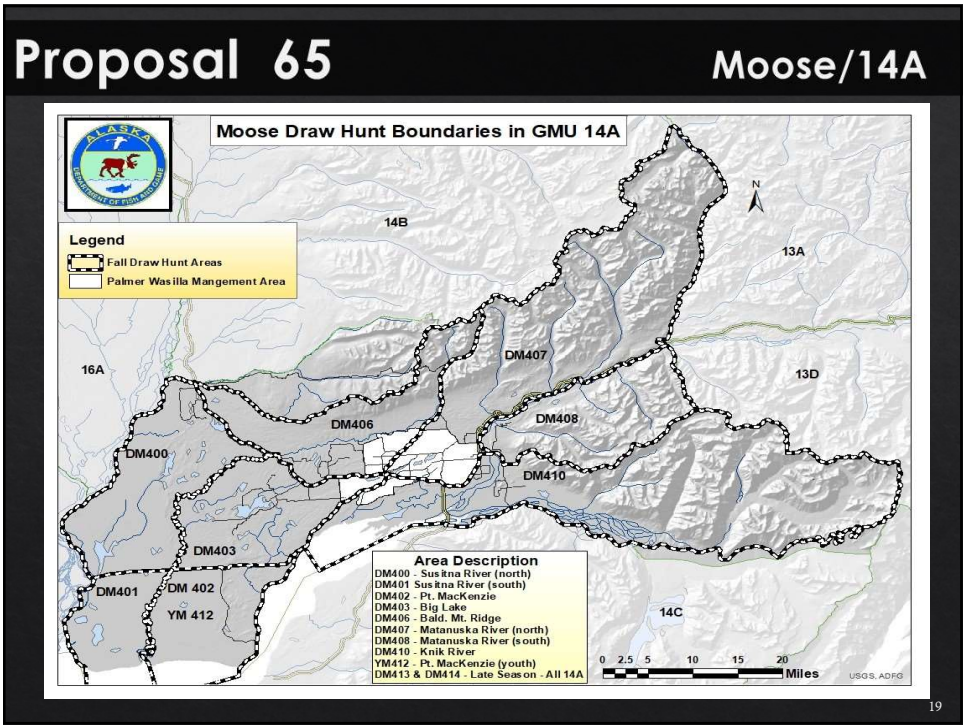 Proposal 65
Moose/14A
ALASKA
DEPARTMENT OF FISH AND GAME
Moose Draw Hunt Boundaries in GMU 14A
Legend
Fall Draw Hunt Areas
Palmer Wasilla Mangement Area
N
14B
13A
16A
DM407
13D
DM406
DM408
DM400
DM410
DM403
DM401
DM 402
YM 412
14C
Area Description
DM400 - Susitna River (north)
DM401 Susitna River (south)
DM402 - Pt. MacKenzie
DM403 - Big Lake
DM406 - Bald. Mt. Ridge
DM407 - Matanuska River (north)
DM408 - Matanuska River (south)
DM410 - Knik River
YM412 - Pt. MacKenzie (youth)
DM413 & DM414 - Late Season - All 14A
0 2.5 5 10 15 20
Miles
USGS, ADFG
19